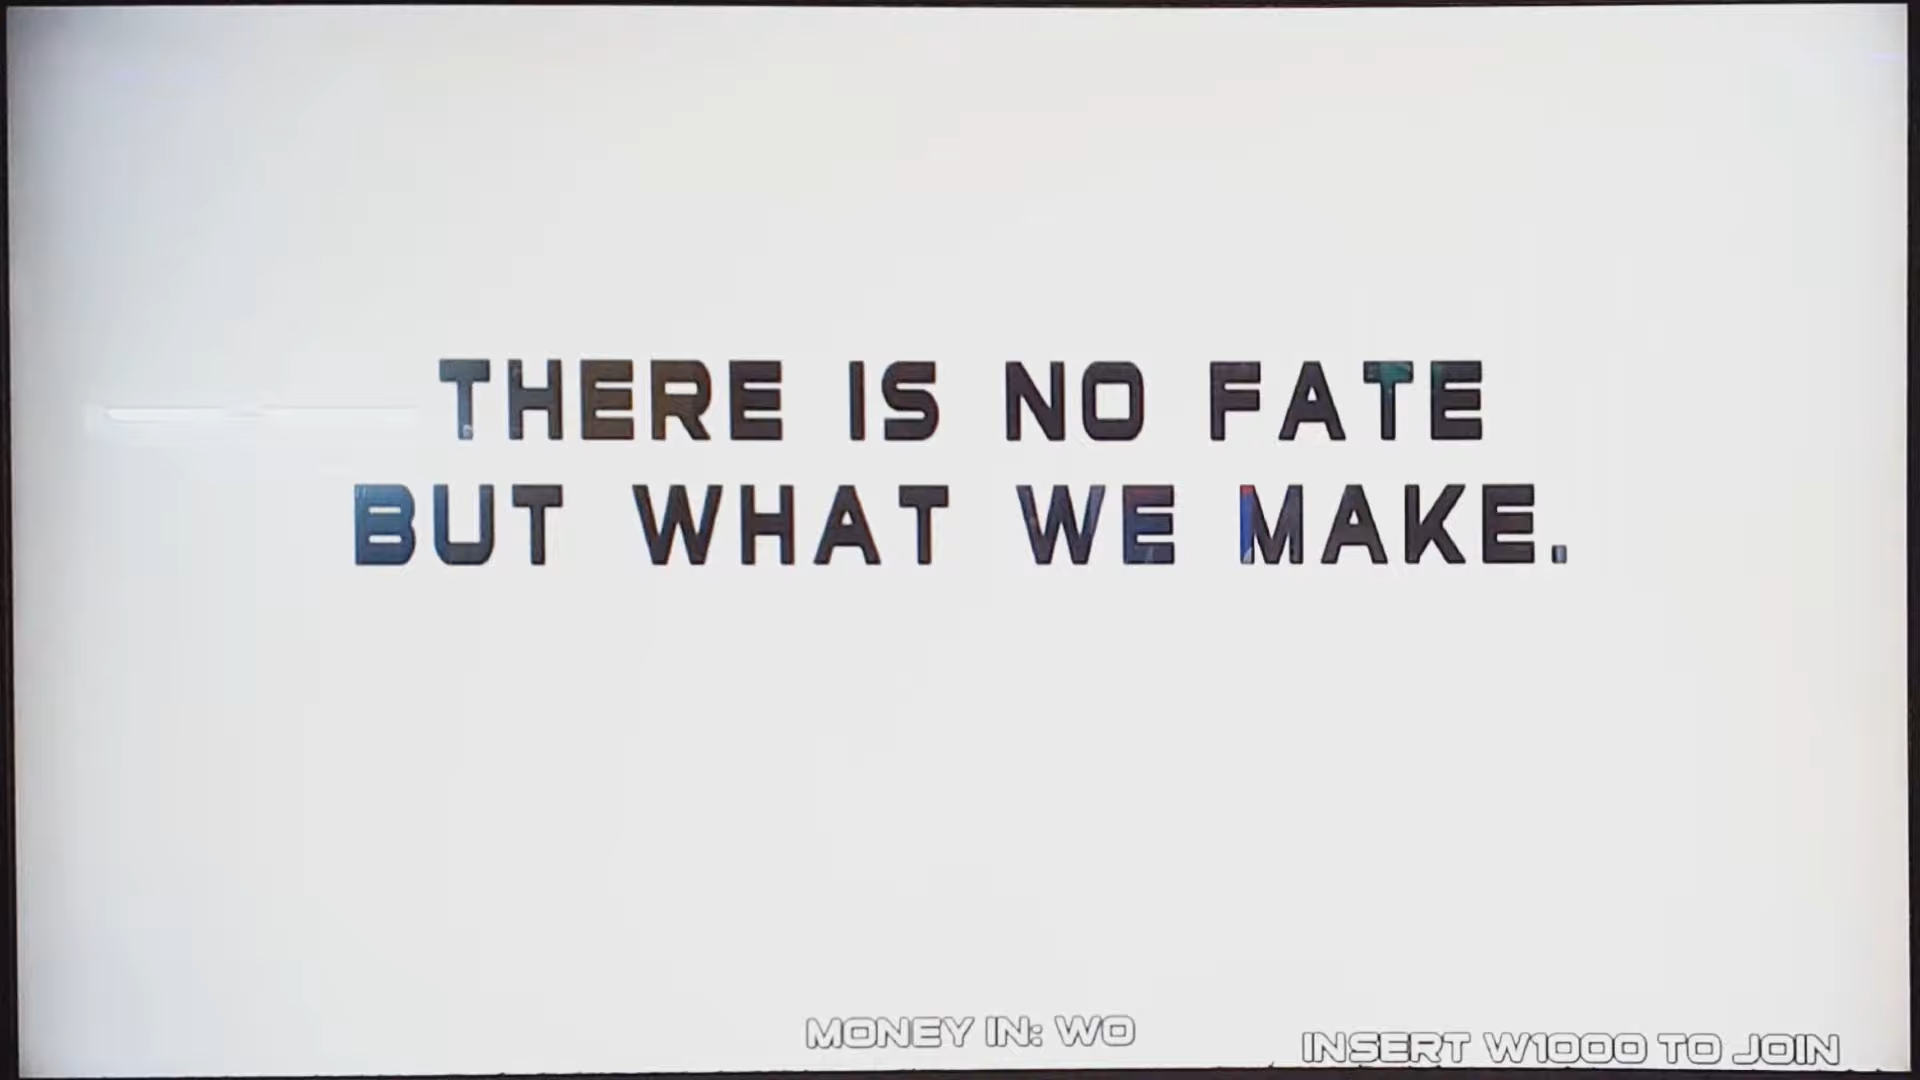 THERE IS NO FATE
BUT WHAT WE MAKE.
MONEY IN: W0
INSERT W1000 TO JOIN